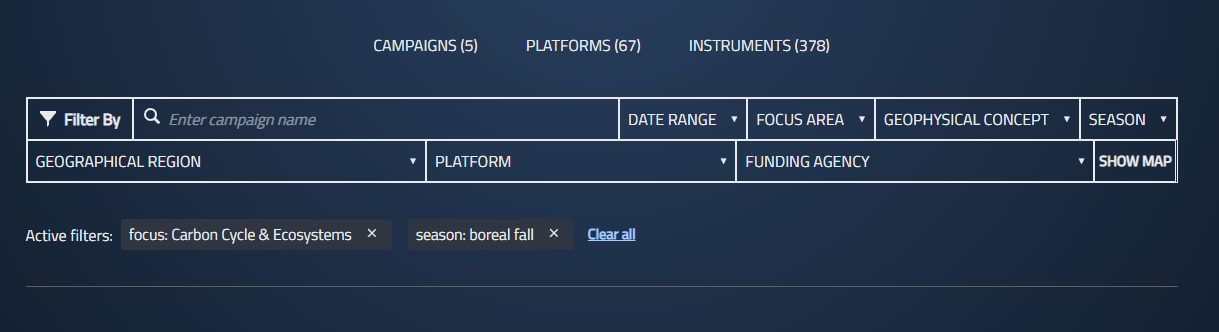 CAMPAIGNS (5) PLATFORMS (67) INSTRUMENTS (378)
Filter By Enter campaign name DATE RANGE ▾ FOCUS AREA ▾ GEOPHYSICAL CONCEPT ▾ SEASON ▾
GEOGRAPHICAL REGION ▾ PLATFORM ▾ FUNDING AGENCY ▾ SHOW MAP
Active filters: focus: Carbon Cycle & Ecosystems × season: boreal fall × Clear all